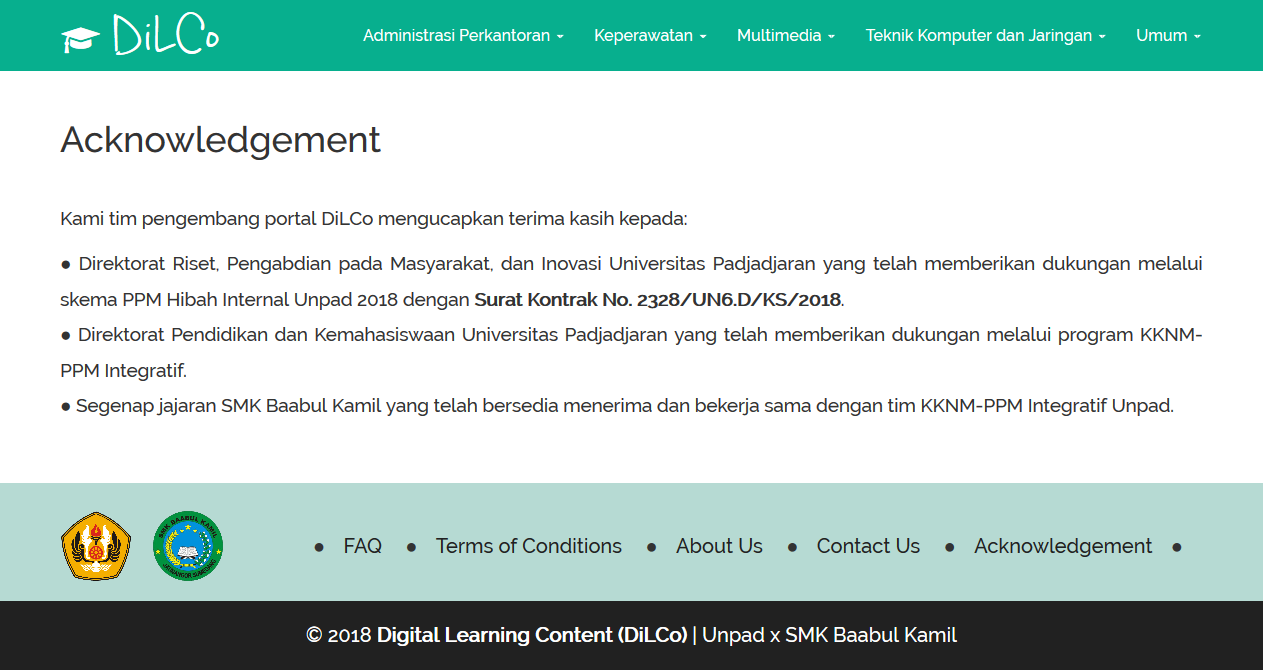 DiLCo
Administrasi Perkantoran
Keperawatan
Multimedia
Teknik Komputer dan Jaringan
Umum
Acknowledgement
Kami tim pengembang portal DiLCo mengucapkan terima kasih kepada:
● Direktorat Riset, Pengabdian pada Masyarakat, dan Inovasi Universitas Padjadjaran yang telah memberikan dukungan melalui
skema PPM Hibah Internal Unpad 2018 dengan Surat Kontrak No. 2328/UN6.D/KS/2018.
● Direktorat Pendidikan dan Kemahasiswaan Universitas Padjadjaran yang telah memberikan dukungan melalui program KKNM-
PPM Integratif.
● Segenap jajaran SMK Baabul Kamil yang telah bersedia menerima dan bekerja sama dengan tim KKNM-PPM Integratif Unpad.
SMK BAABUL KAMIL
● FAQ ● Terms of Conditions ● About Us ● Contact Us ● Acknowledgement ●
© 2018 Digital Learning Content (DiLCo) | Unpad x SMK Baabul Kamil